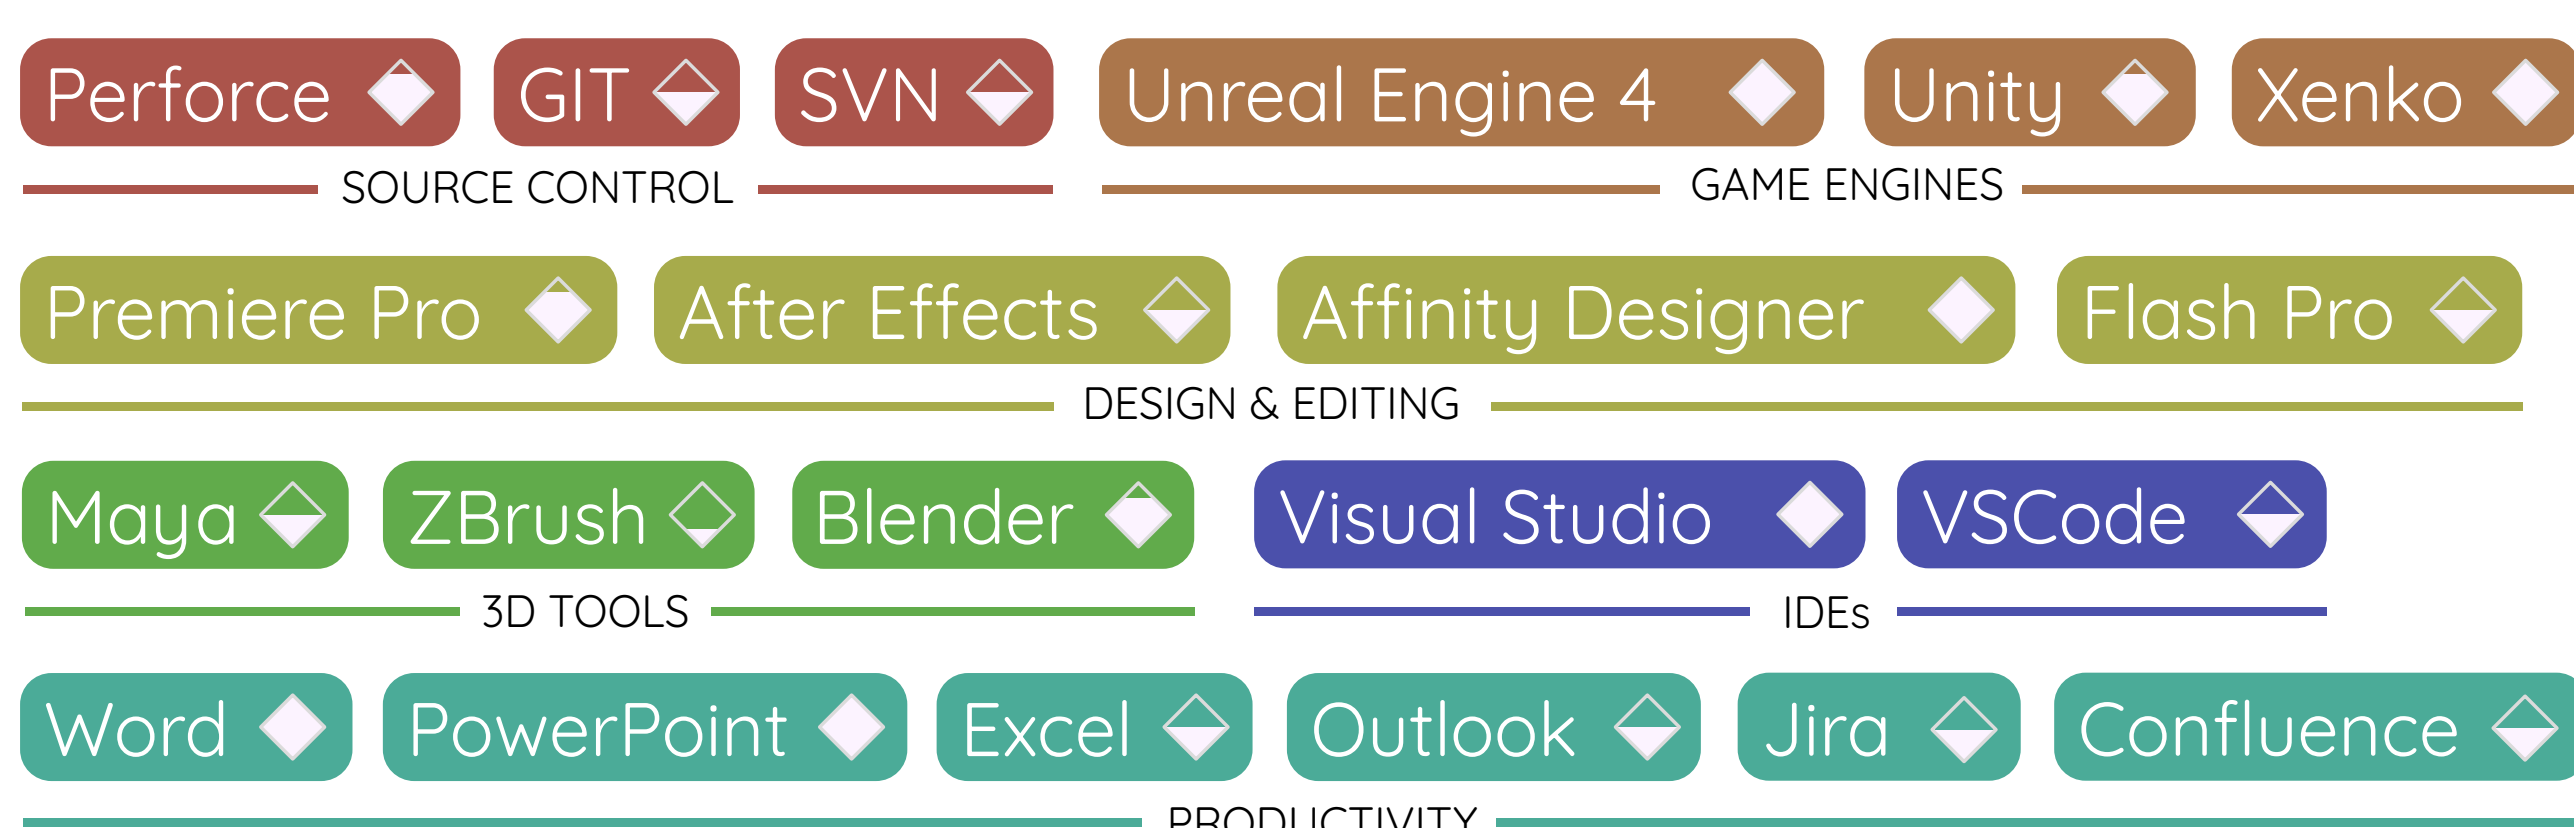 Perforce GIT SVN Unreal Engine 4 Unity Xenko
SOURCE CONTROL GAME ENGINES
Premiere Pro After Effects Affinity Designer Flash Pro
DESIGN & EDITING
Maya ZBrush Blender Visual Studio VSCode
3D TOOLS IDEs
Word PowerPoint Excel Outlook Jira Confluence
PRODUCTIVITY